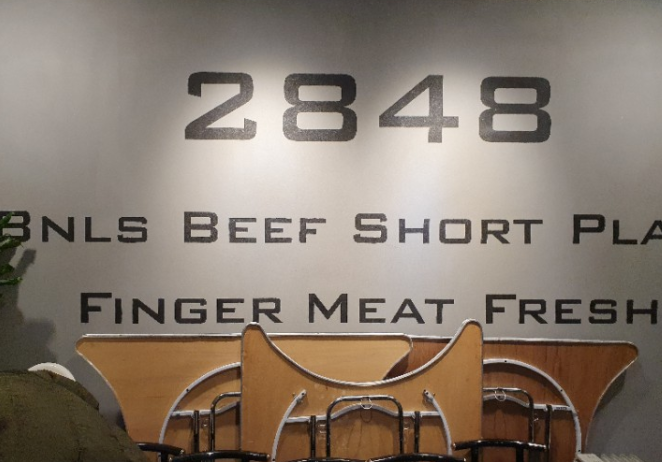 2848
Bnls Beef Short Pla
Finger Meat Fresh